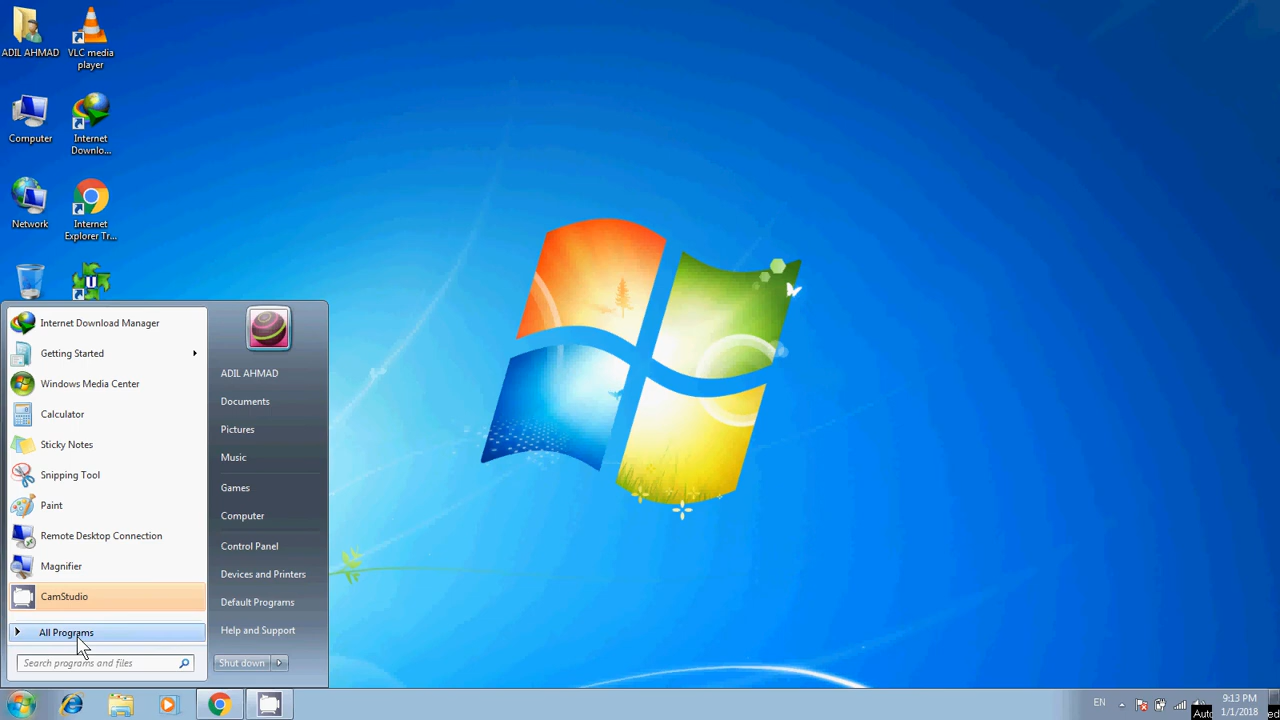 ADIL AHMAD
VLC media
player
Computer
Internet
Downlo...
Network
Internet
Explorer Tr...
U
Internet Download Manager
Getting Started
Windows Media Center
Calculator
Sticky Notes
Snipping Tool
Paint
Remote Desktop Connection
Magnifier
CamStudio
All Programs
Search programs and files
ADIL AHMAD
Documents
Pictures
Music
Games
Computer
Control Panel
Devices and Printers
Default Programs
Help and Support
Shut down
EN
9:13 PM
1/1/2018